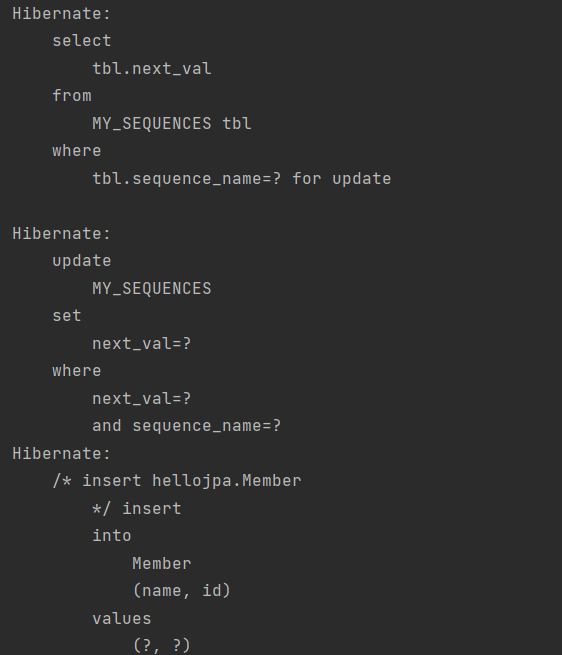 Hibernate:
    select
        tbl.next_val
    from
        MY_SEQUENCES tbl
    where
        tbl.sequence_name=? for update

Hibernate:
    update
        MY_SEQUENCES
    set
        next_val=?
    where
        next_val=?
        and sequence_name=?
Hibernate:
    /* insert hellojpa.Member
        */ insert
        into
            Member
            (name, id)
        values
            (?, ?)